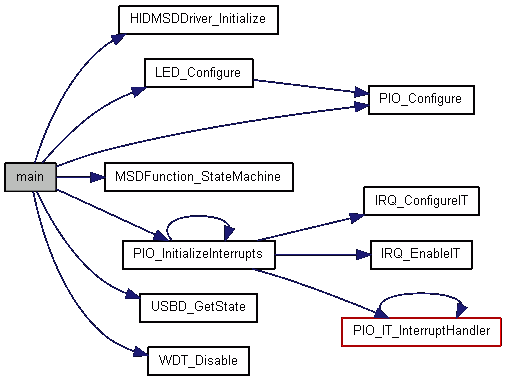 HIDMSDDriver_Initialize
LED_Configure
PIO_Configure
main
MSDFunction_StateMachine
IRQ_ConfigureIT
PIO_InitializeInterrupts
IRQ_EnableIT
USBD_GetState
PIO_IT_InterruptHandler
WDT_Disable